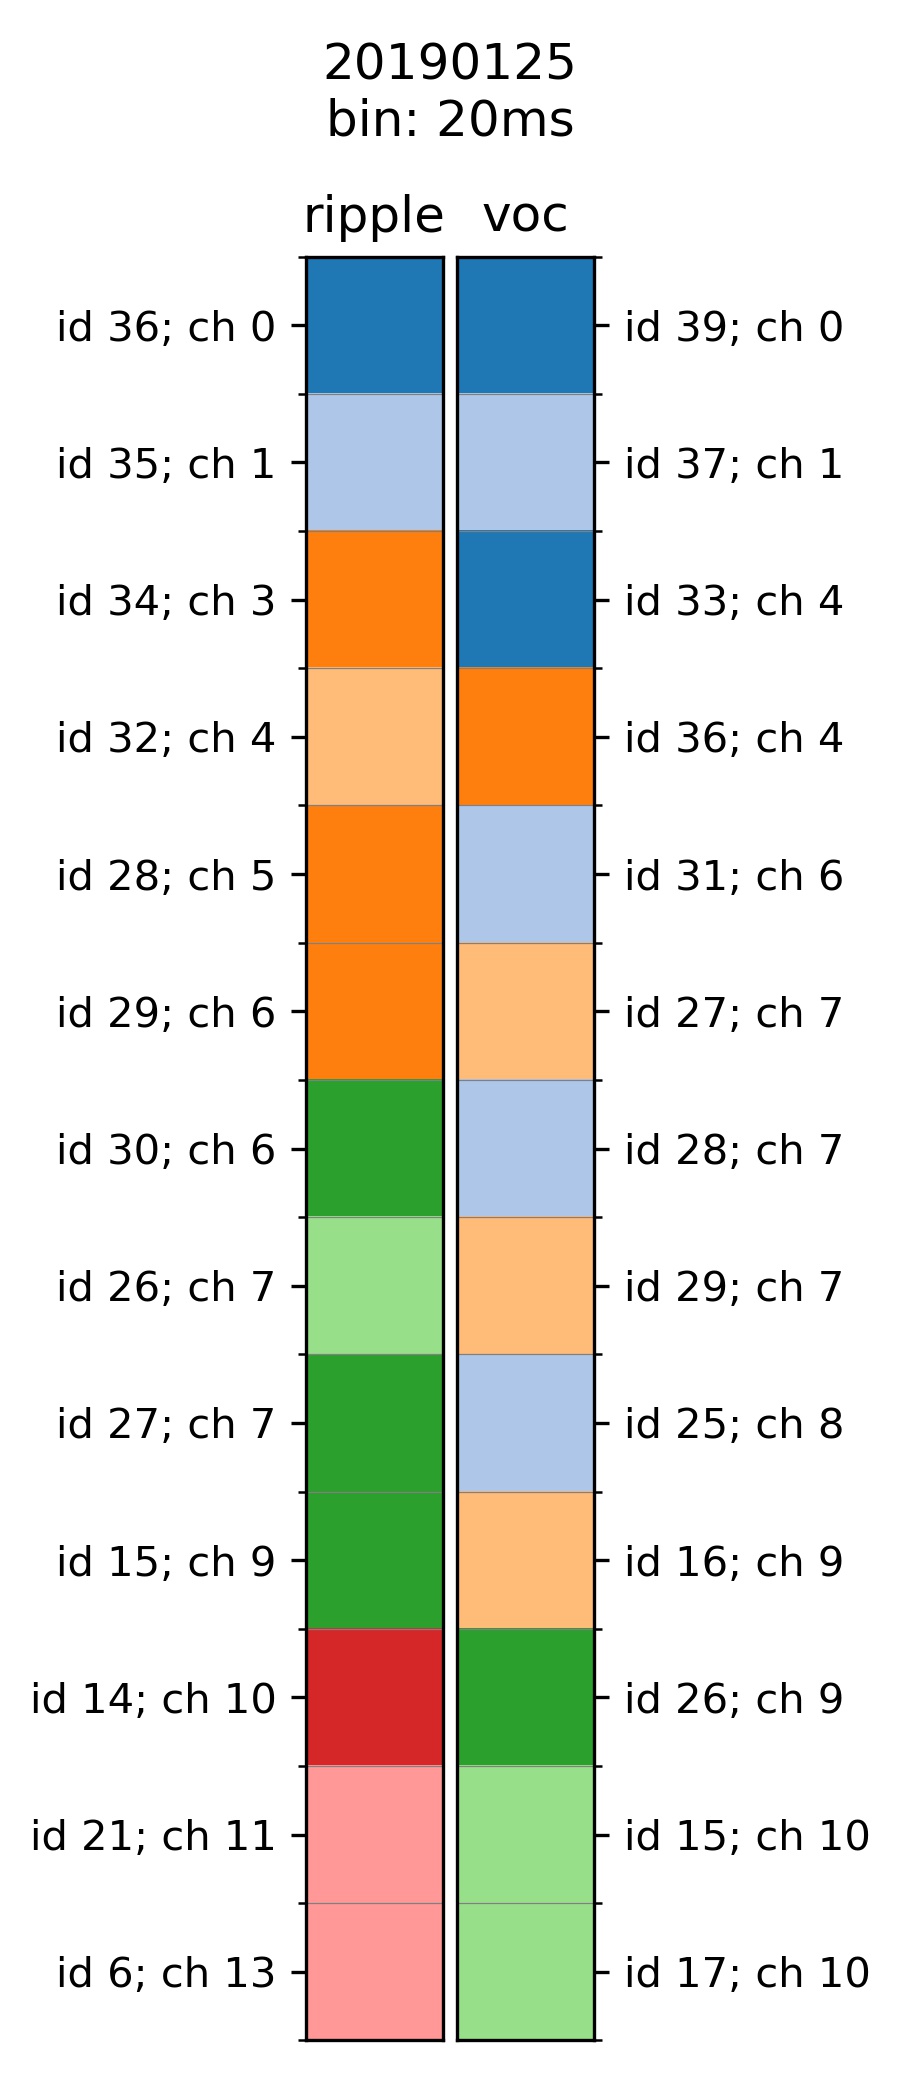 20190125
bin: 20ms
ripple voc
id 36; ch 0 id 39; ch 0
id 35; ch 1 id 37; ch 1
id 34; ch 3 id 33; ch 4
id 32; ch 4 id 36; ch 4
id 28; ch 5 id 31; ch 6
id 29; ch 6 id 27; ch 7
id 30; ch 6 id 28; ch 7
id 26; ch 7 id 29; ch 7
id 27; ch 7 id 25; ch 8
id 15; ch 9 id 16; ch 9
id 14; ch 10 id 26; ch 9
id 21; ch 11 id 15; ch 10
id 6; ch 13 id 17; ch 10